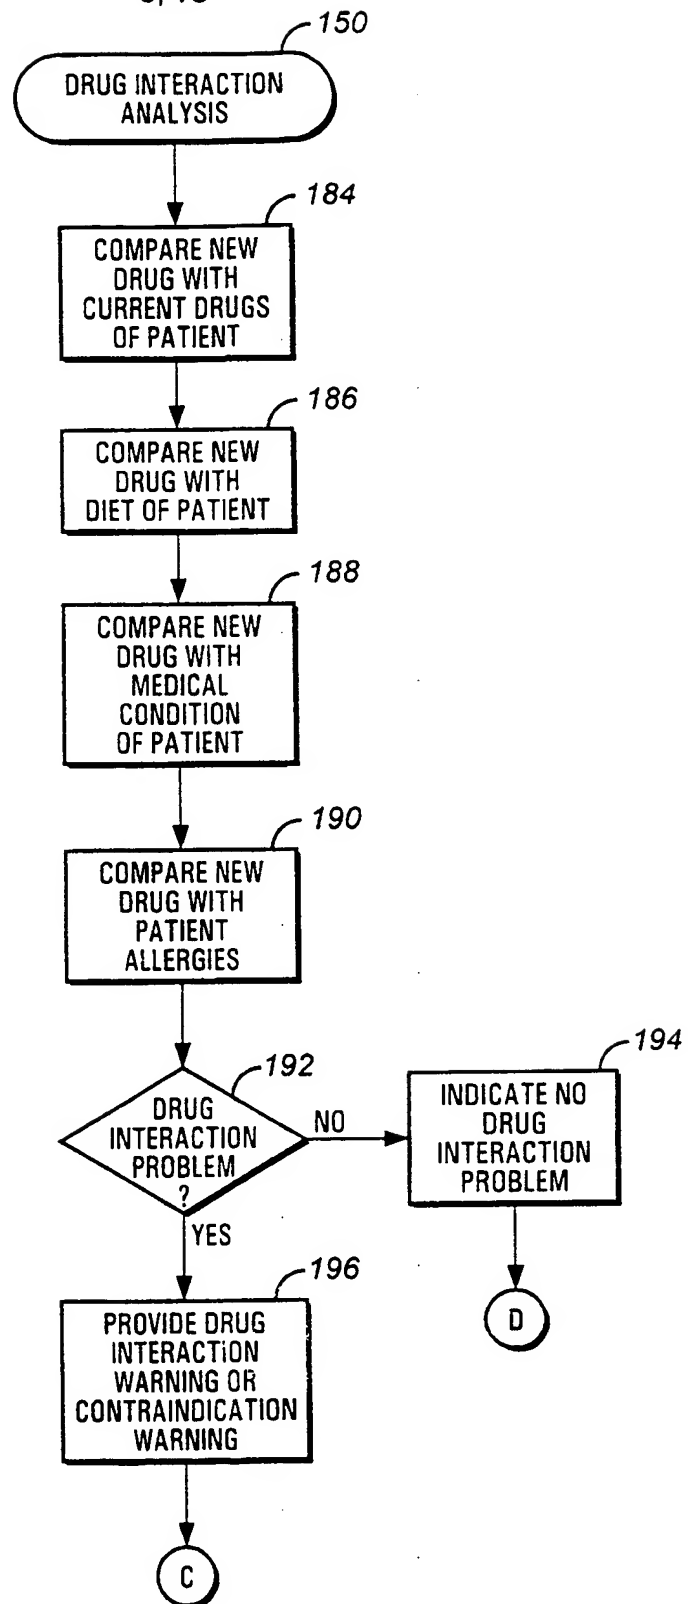 150
DRUG INTERACTION
ANALYSIS
184
COMPARE NEW
DRUG WITH
CURRENT DRUGS
OF PATIENT
186
COMPARE NEW
DRUG WITH
DIET OF PATIENT
188
COMPARE NEW
DRUG WITH
MEDICAL
CONDITION
OF PATIENT
190
COMPARE NEW
DRUG WITH
PATIENT
ALLERGIES
192
DRUG
INTERACTION
PROBLEM
?
NO
194
INDICATE NO
DRUG
INTERACTION
PROBLEM
D
YES
196
PROVIDE DRUG
INTERACTION
WARNING OR
CONTRAINDICATION
WARNING
C